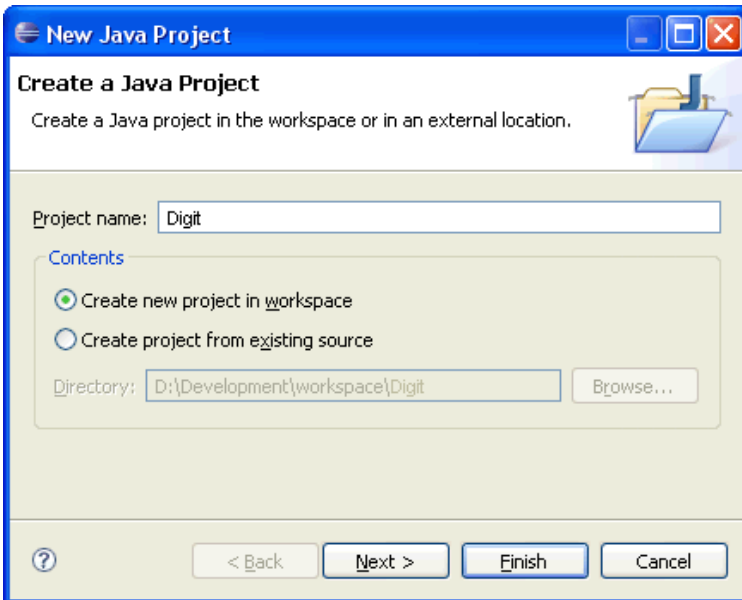 New Java Project
Create a Java Project
Create a Java project in the workspace or in an external location.
Project name: Digit
Contents
Create new project in workspace
Create project from existing source
Directory: D:\Development\workspace\Digit Browse...
? < Back Next > Finish Cancel